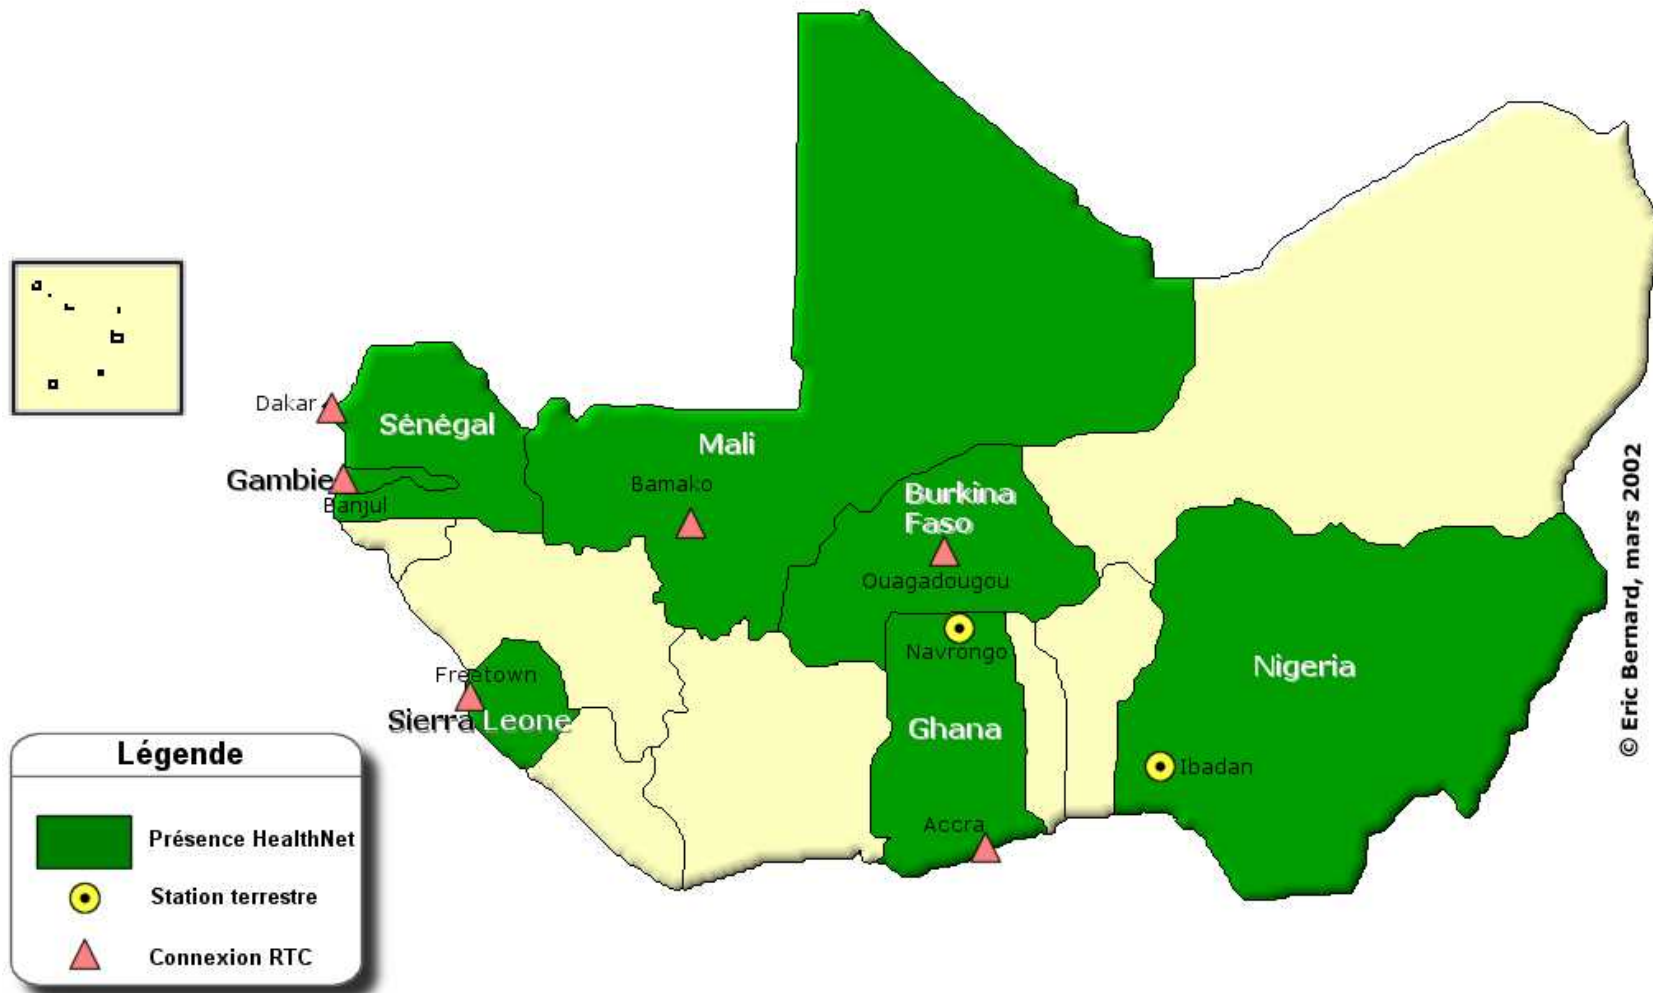 Dakar
Sénégal
Mali
Gambie
Banjul
Bamako
Burkina
Faso
Ouagadougou
Navrongo
Freetown
Sierra Leone
Ghana
Nigeria
Ibadan
Accra
© Eric Bernard, mars 2002
Légende
Présence HealthNet
Station terrestre
Connexion RTC